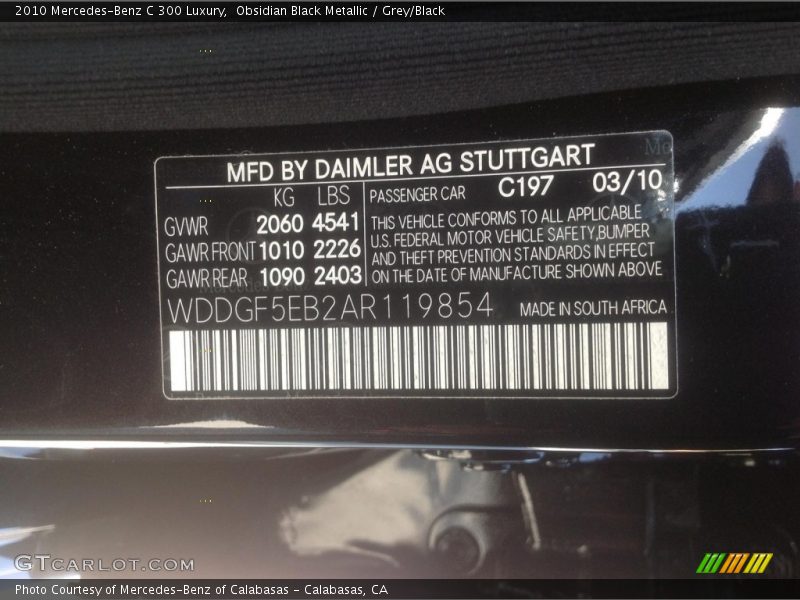 2010 Mercedes-Benz C 300 Luxury,  Obsidian Black Metallic / Grey/Black
MFD BY DAIMLER AG STUTTGART
KG LBS
GVWR 2060 4541
GAWR FRONT 1010 2226
GAWR REAR 1090 2403
PASSENGER CAR C197 03/10
THIS VEHICLE CONFORMS TO ALL APPLICABLE
U.S. FEDERAL MOTOR VEHICLE SAFETY,BUMPER
AND THEFT PREVENTION STANDARDS IN EFFECT
ON THE DATE OF MANUFACTURE SHOWN ABOVE
WDDGF5EB2AR119854 MADE IN SOUTH AFRICA
GTCARLOT.COM
Photo Courtesy of Mercedes-Benz of Calabasas - Calabasas, CA